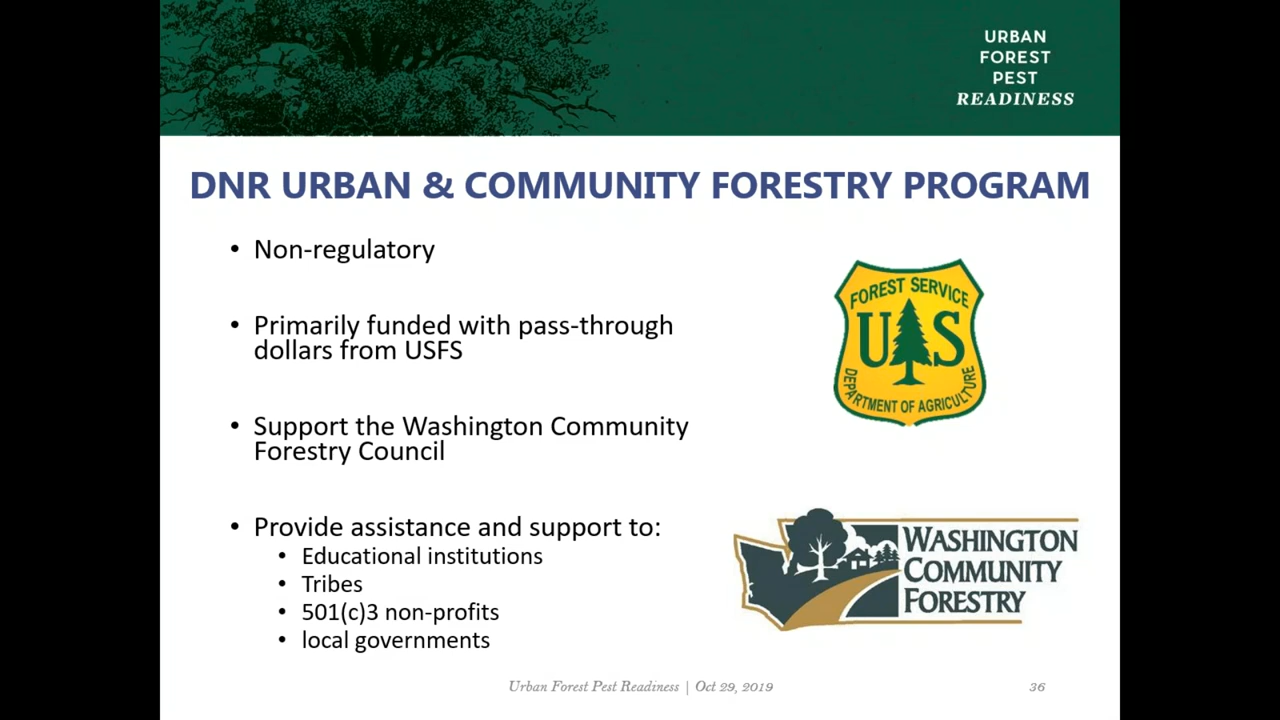 URBAN
FOREST
PEST
READINESS
DNR URBAN & COMMUNITY FORESTRY PROGRAM
• Non-regulatory
• Primarily funded with pass-through
dollars from USFS
• Support the Washington Community
Forestry Council
• Provide assistance and support to:
• Educational institutions
• Tribes
• 501(c)3 non-profits
• local governments
FOREST SERVICE
U S
DEPARTMENT OF AGRICULTURE
WASHINGTON
COMMUNITY
FORESTRY
Urban Forest Pest Readiness | Oct 29, 2019
36